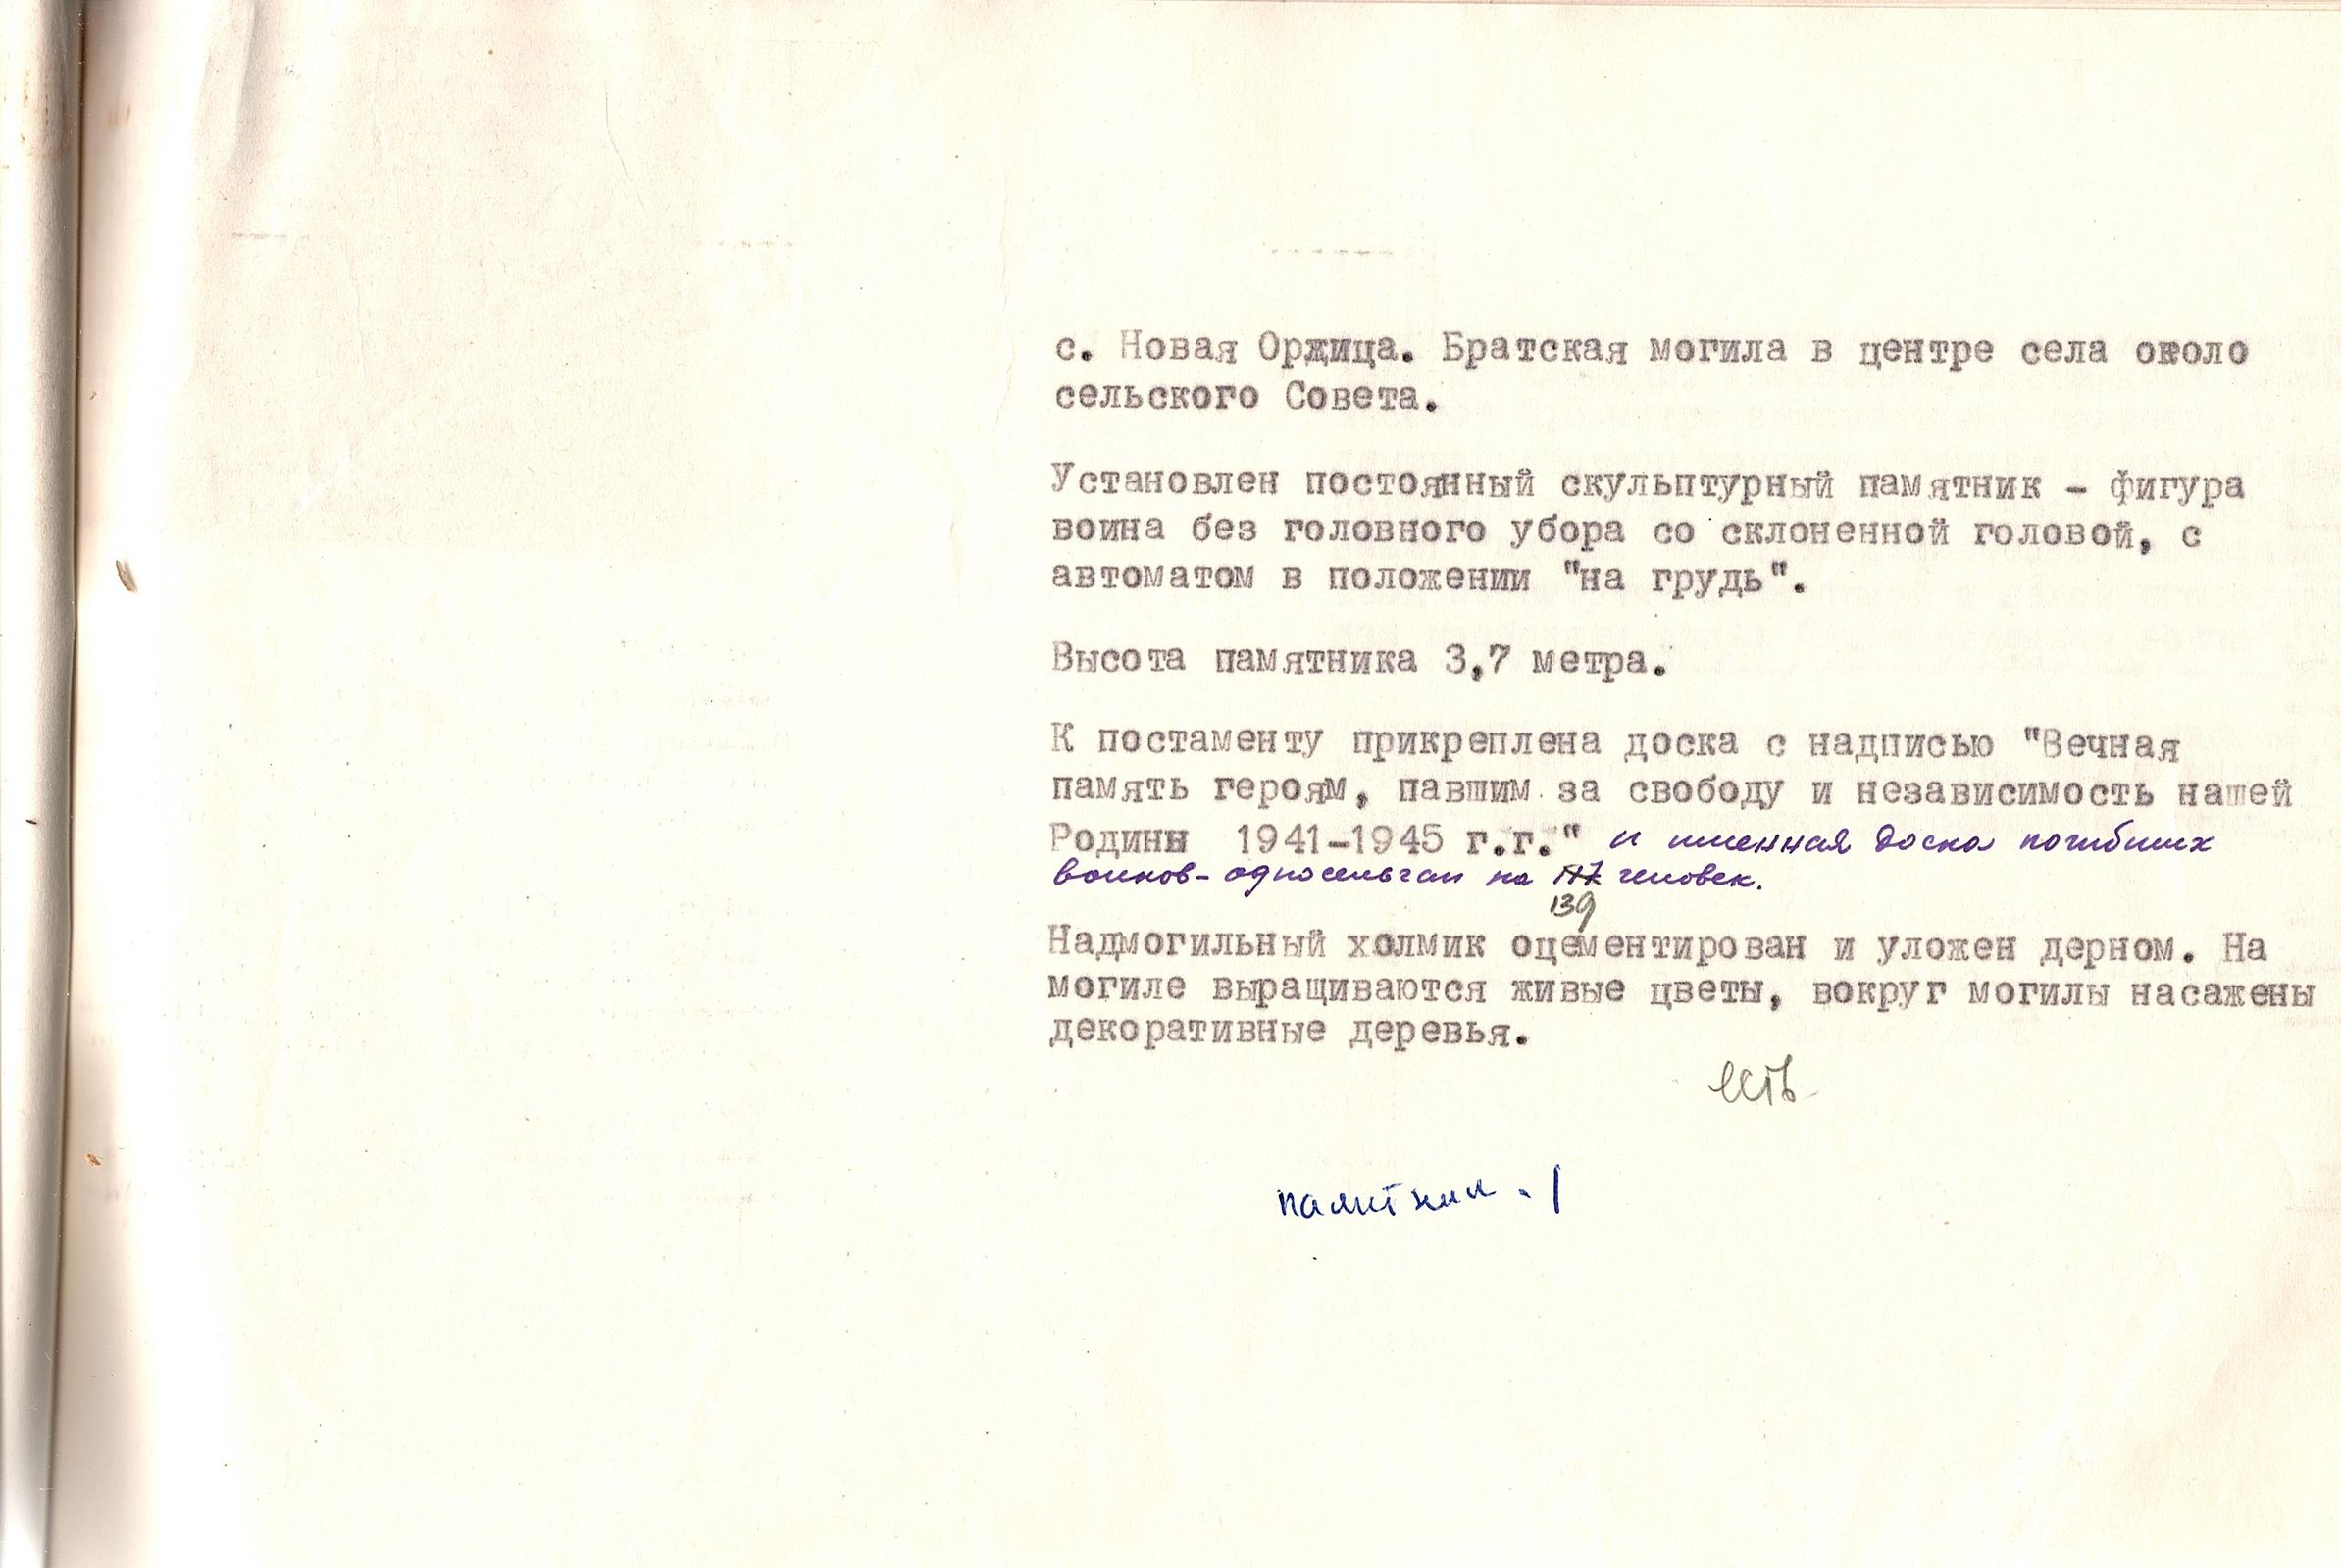 с. Новая Оржица. Братская могила в центре села около
сельского Совета.
Установлен постоянный скульптурный памятник - фигура
воина без головного убора со склоненной головой, с
автоматом в положении "на грудь".
Высота памятника 3,7 метра.
К постаменту прикреплена доска с надписью "Вечная
память героям, павшим за свободу и независимость нашей
Родины 1941-1945 г.г." и именная доска погибших
воинов-односельчан на человек.
139
Надмогильный холмик оцементирован и уложен дерном. На
могиле выращиваются живые цветы, вокруг могилы насажены
декоративные деревья.
есть